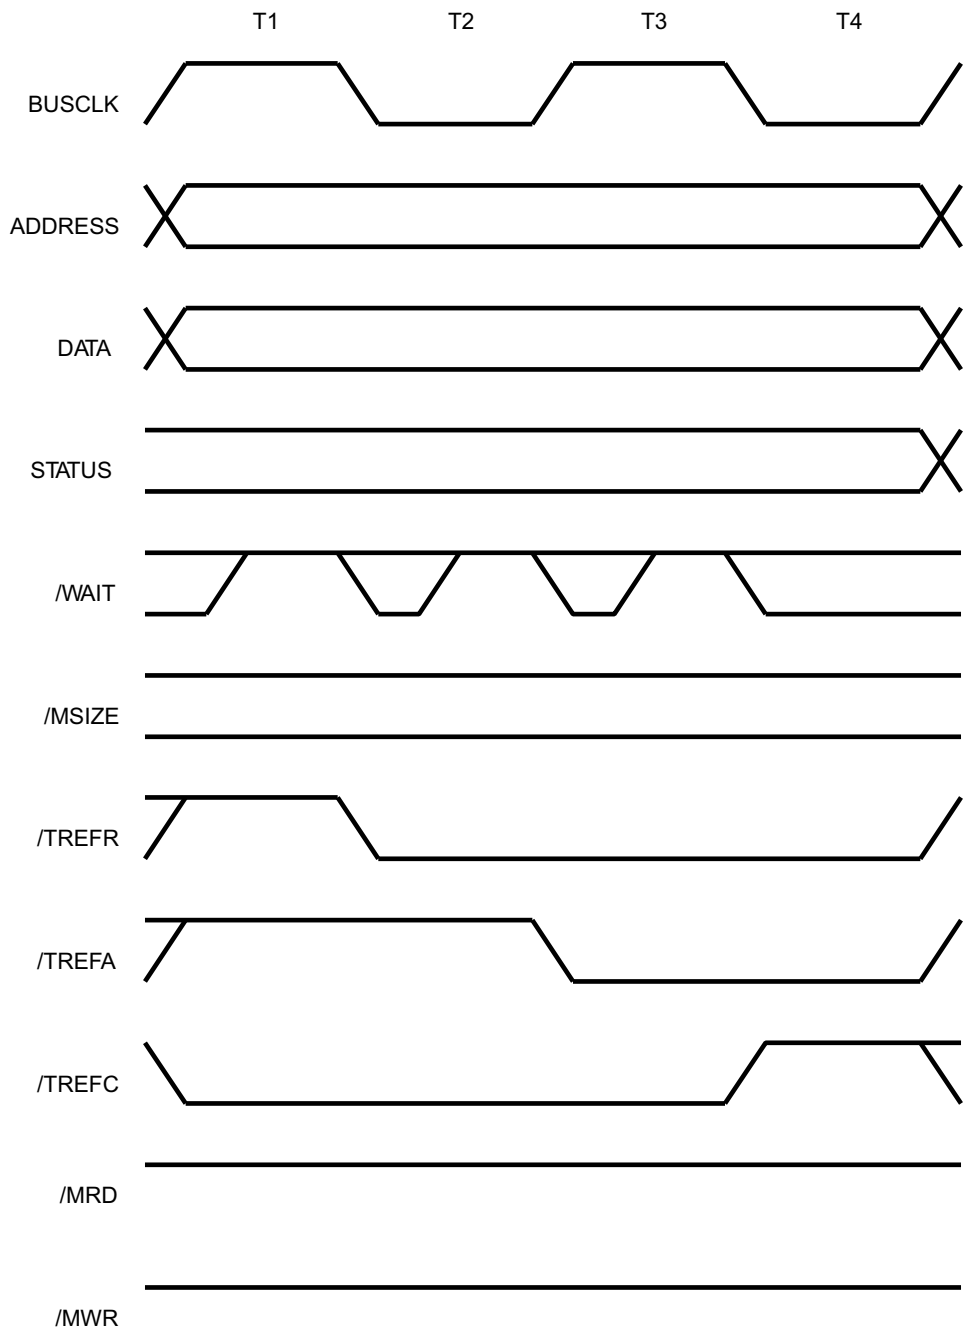 T1 T2 T3 T4
BUSCLK
ADDRESS
DATA
STATUS
/WAIT
/MSIZE
/TREFR
/TREFA
/TREFC
/MRD
/MWR